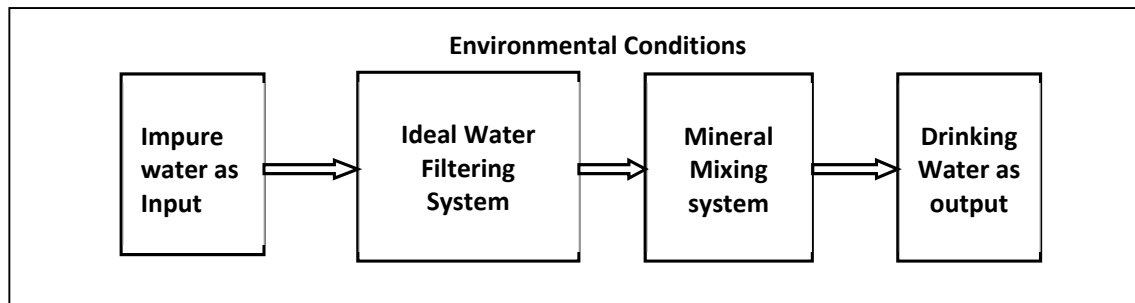 Environmental Conditions
Impure
water as
Input
Ideal Water
Filtering
System
Mineral
Mixing
system
Drinking
Water as
output